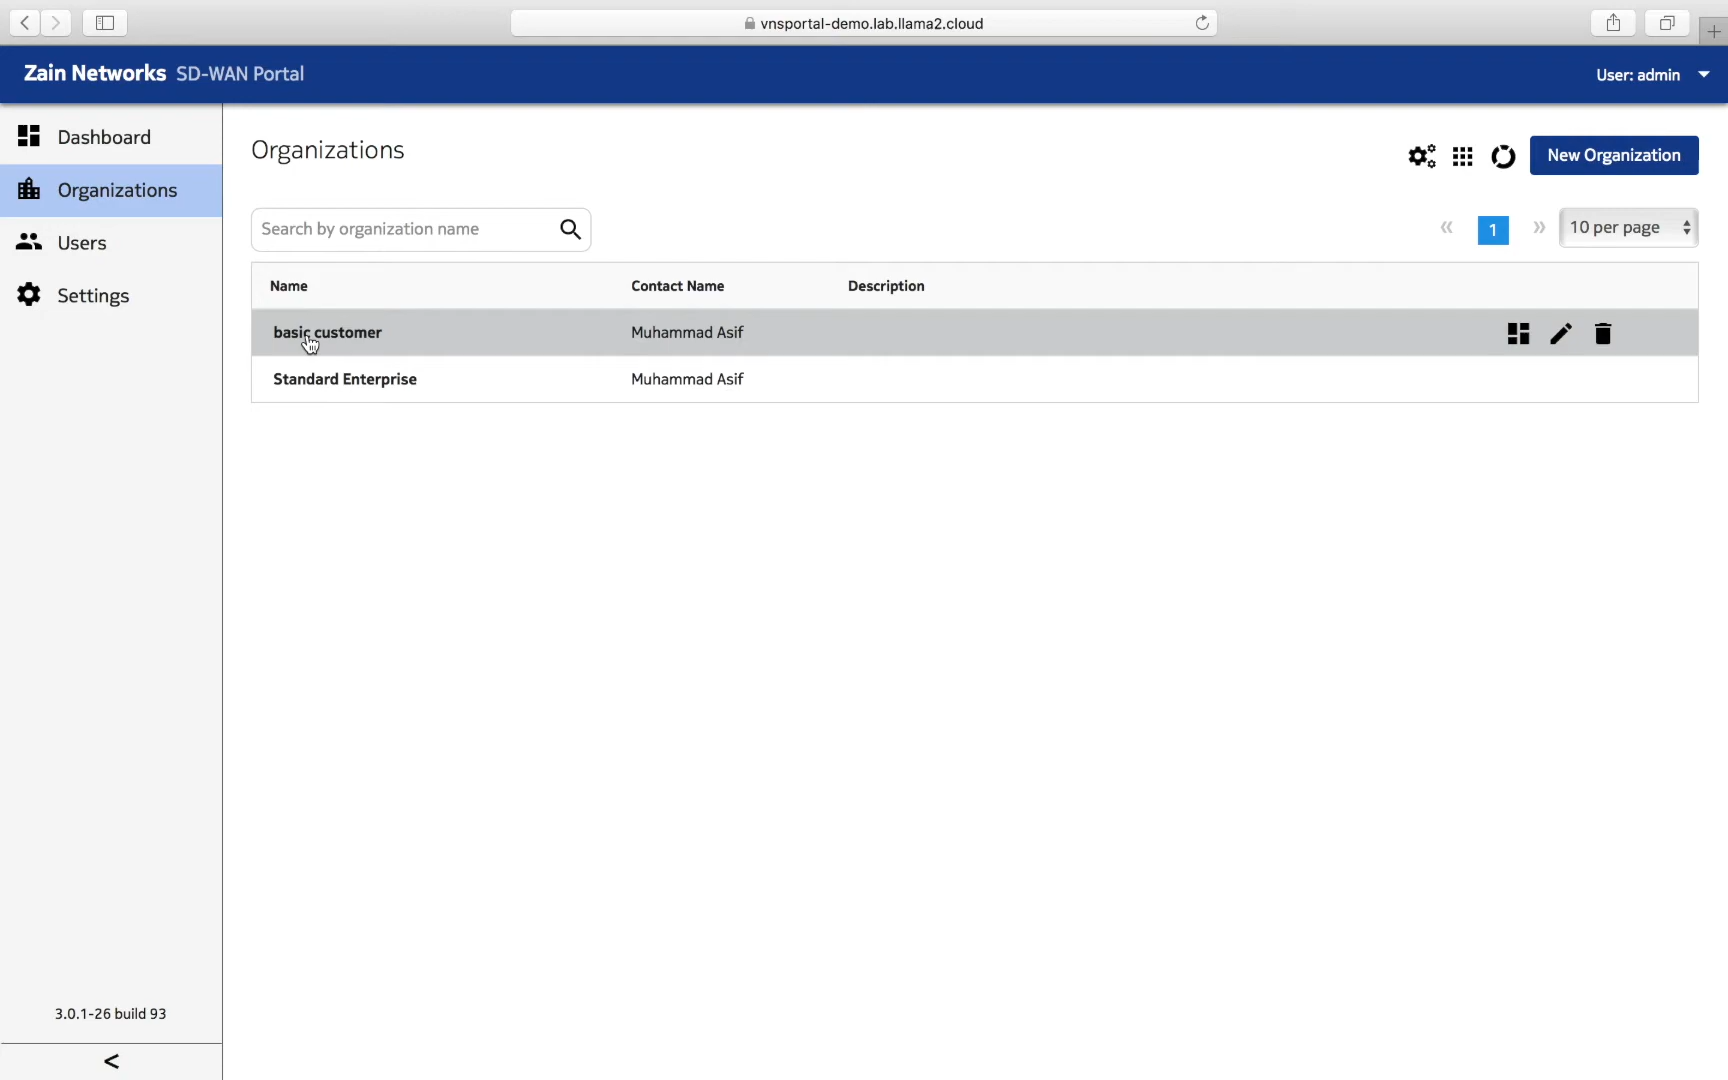 vnsportal-demo.lab.llama2.cloud
Zain Networks SD-WAN Portal
User: admin
Dashboard
Organizations
Users
Settings
3.0.1-26 build 93
<
Organizations
New Organization
Search by organization name
« 1 » 10 per page
Name Contact Name Description
basic customer Muhammad Asif
Standard Enterprise Muhammad Asif